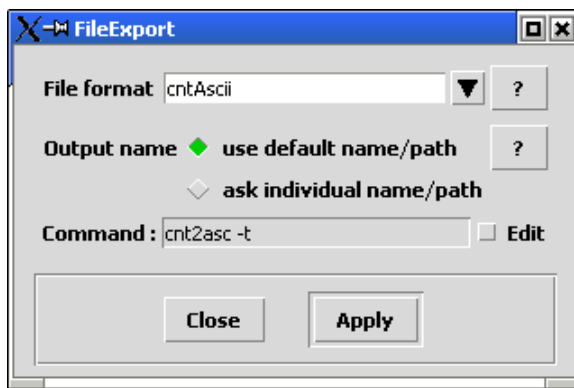 FileExport
File format cntAscii ?
Output name use default name/path ?
ask individual name/path
Command : cnt2asc -t Edit
Close Apply